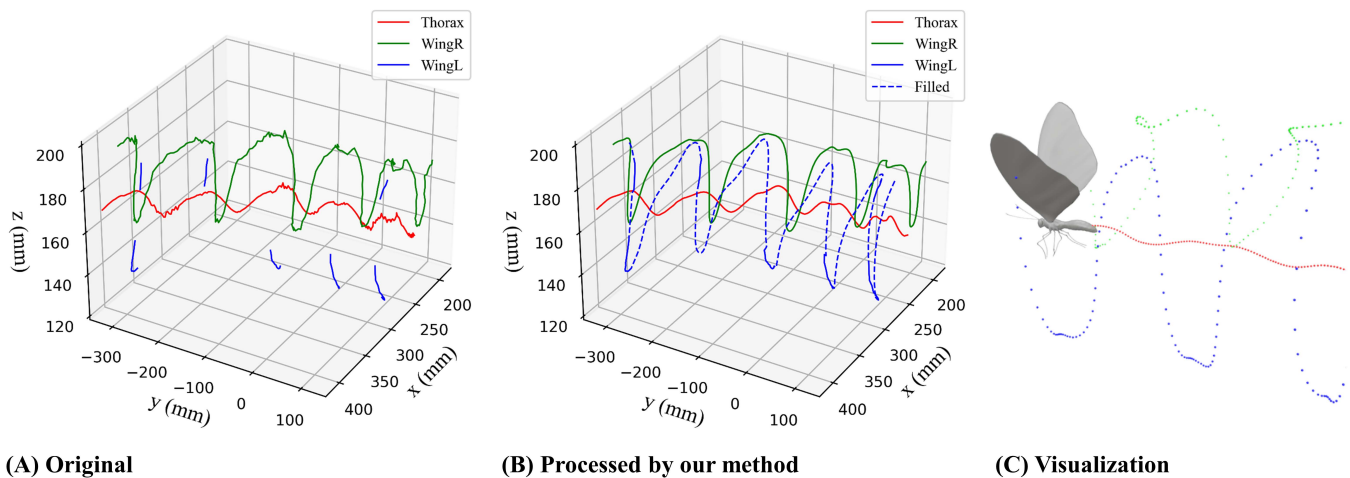 Thorax
WingR
WingL
200
180
160
140
120
z (mm)
−300
−200
−100
0
100
y (mm)
200
250
300
350
400
x (mm)
(A) Original
Thorax
WingR
WingL
Filled
200
180
160
140
120
z (mm)
−300
−200
−100
0
100
y (mm)
200
250
300
350
400
x (mm)
(B) Processed by our method
(C) Visualization